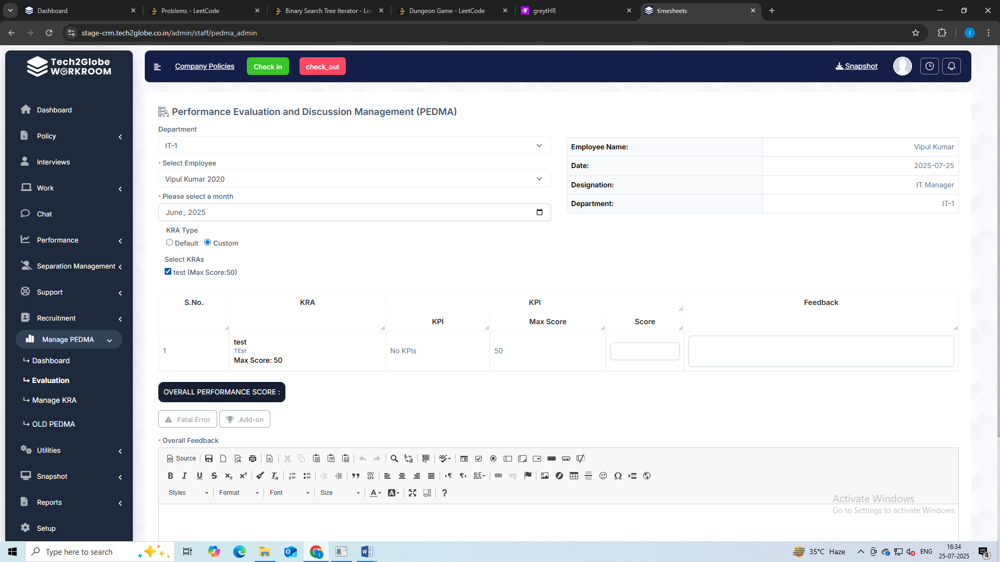 Dashboard
Problems - LeetCode
Binary Search Tree Iterator - Lee
Dungeon Game - LeetCode
greytHR
timesheets
stage-crm.tech2globe.co.in/admin/staff/pedma_admin
Tech2Globe
WORKROOM
Company Policies
Check in
check_out
Snapshot
Dashboard
Policy
Interviews
Work
Chat
Performance
Separation Management
Support
Recruitment
Manage PEDMA
Dashboard
Evaluation
Manage KRA
OLD PEDMA
Utilities
Snapshot
Reports
Setup
Performance Evaluation and Discussion Management (PEDMA)
Department
IT-1
* Select Employee
Vipul Kumar 2020
* Please select a month
June, 2025
KRA Type
Default Custom
Select KRAs
test (Max Score:50)
Employee Name: Vipul Kumar
Date: 2025-07-25
Designation: IT Manager
Department: IT-1
S.No. KRA KPI Feedback
KPI Max Score Score
1 test No KPIs 50
TEst
Max Score: 50
OVERALL PERFORMANCE SCORE :
Fatal Error Add-on
* Overall Feedback
Source
Styles Format Font Size
Activate Windows
Go to Settings to activate Windows.
Type here to search
35°C Haze
ENG
16:34
25-07-2025
4